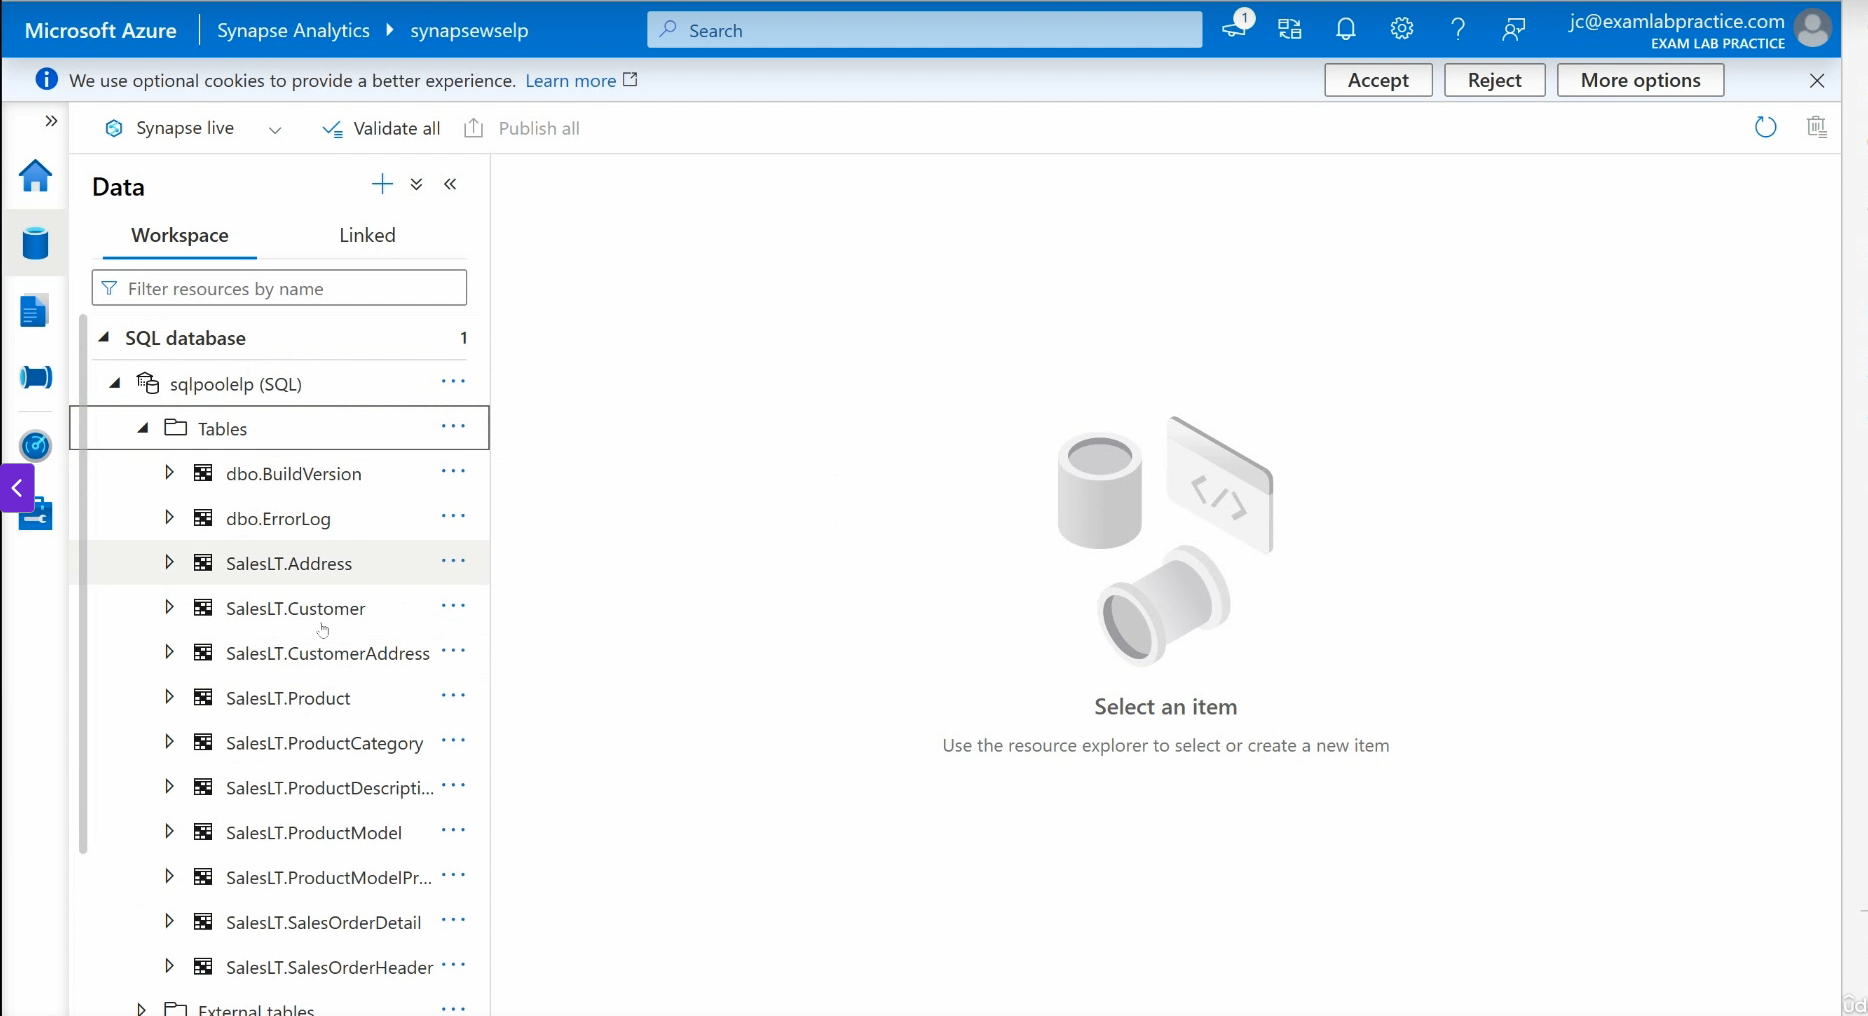 Microsoft Azure
Synapse Analytics
synapsewselp
Search
1
jc@examlabpractice.com
EXAM LAB PRACTICE
We use optional cookies to provide a better experience. Learn more
Accept
Reject
More options
Synapse live
Validate all
Publish all
Data
Workspace
Linked
Filter resources by name
SQL database
1
sqlpoolelp (SQL)
Tables
dbo.BuildVersion
dbo.ErrorLog
SalesLT.Address
SalesLT.Customer
SalesLT.CustomerAddress
SalesLT.Product
SalesLT.ProductCategory
SalesLT.ProductDescripti...
SalesLT.ProductModel
SalesLT.ProductModelPr...
SalesLT.SalesOrderDetail
SalesLT.SalesOrderHeader
External tables
</>
Select an item
Use the resource explorer to select or create a new item